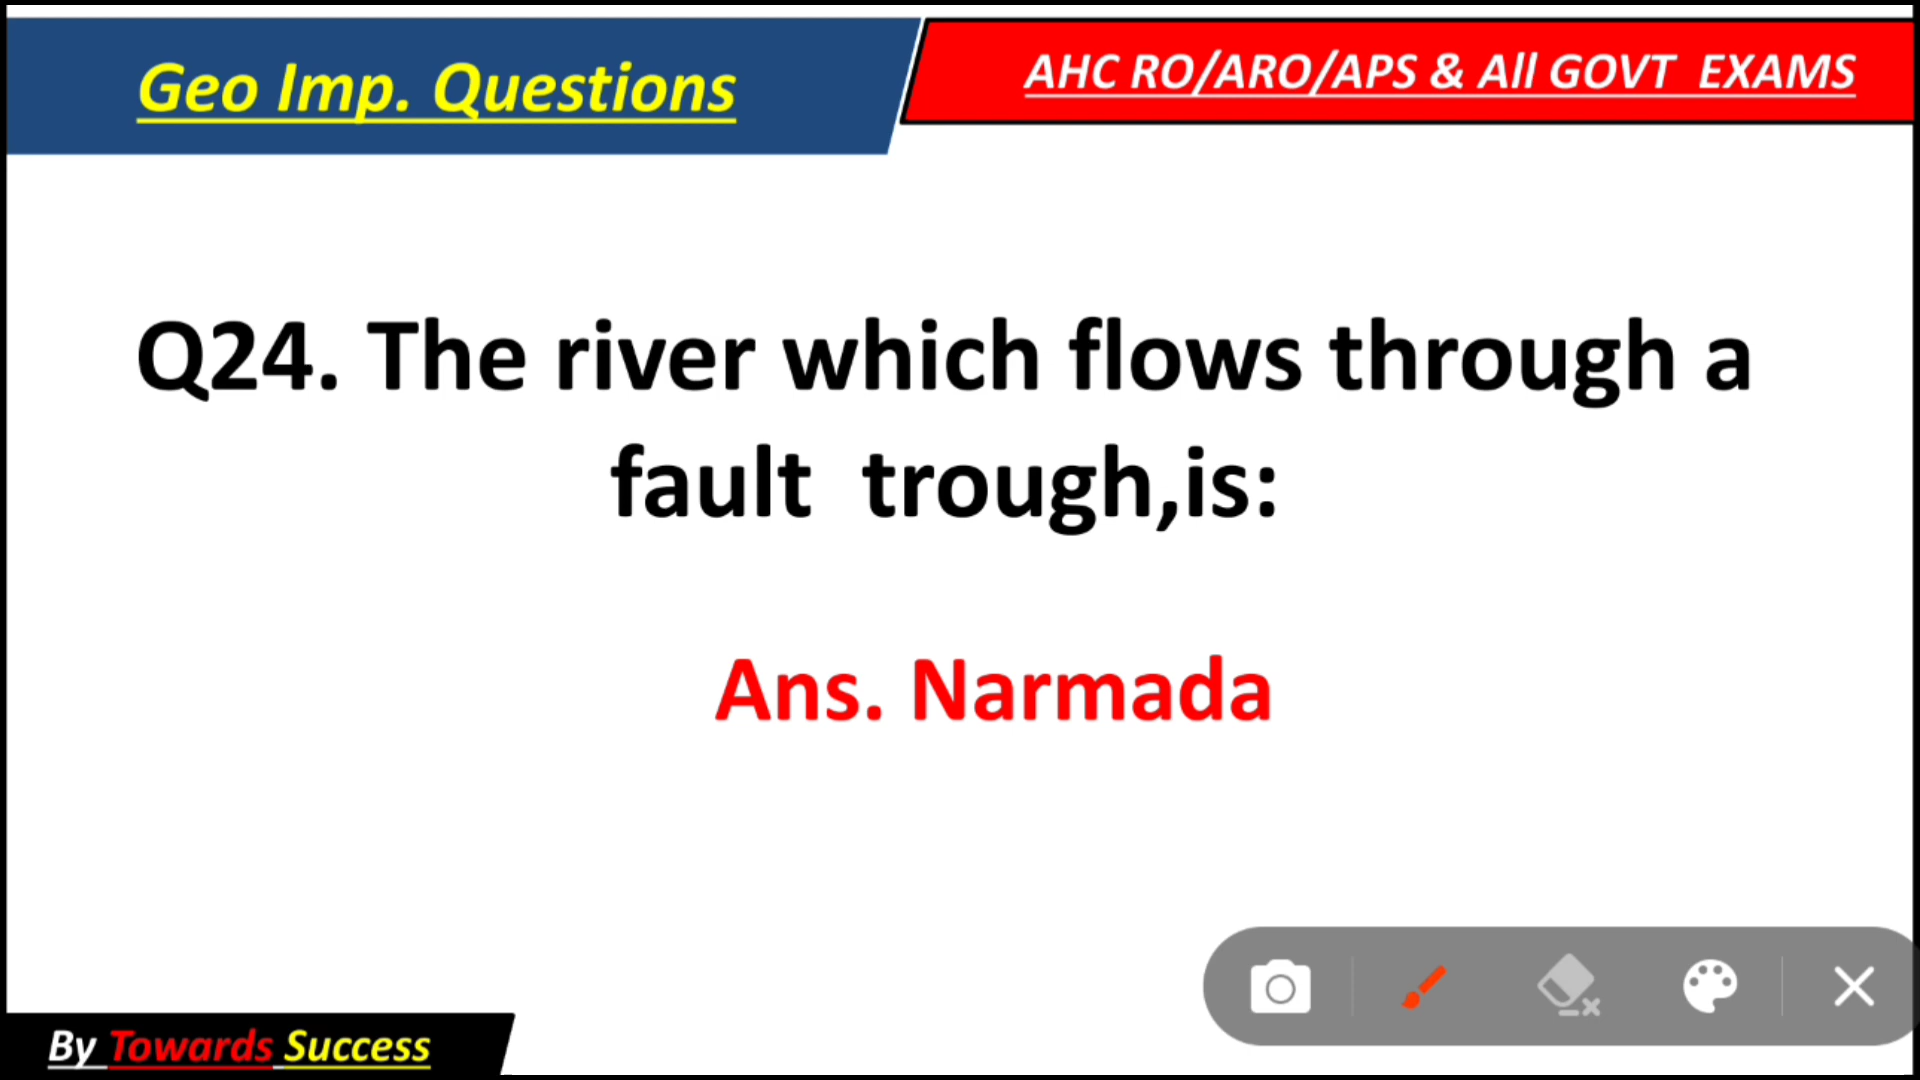 Geo Imp. Questions
AHC RO/ARO/APS & All GOVT EXAMS
Q24. The river which flows through a
fault trough,is:
Ans. Narmada
By Towards Success